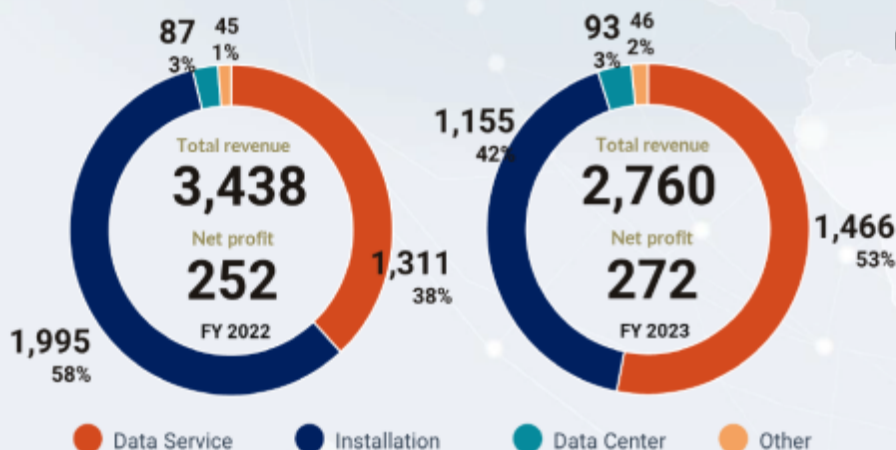 87
3%
45
1%
Total revenue
3,438
Net profit
252
FY 2022
1,311
38%
1,995
58%
93
3%
46
2%
1,155
42%
Total revenue
2,760
Net profit
272
FY 2023
1,466
53%
Data Service
Installation
Data Center
Other